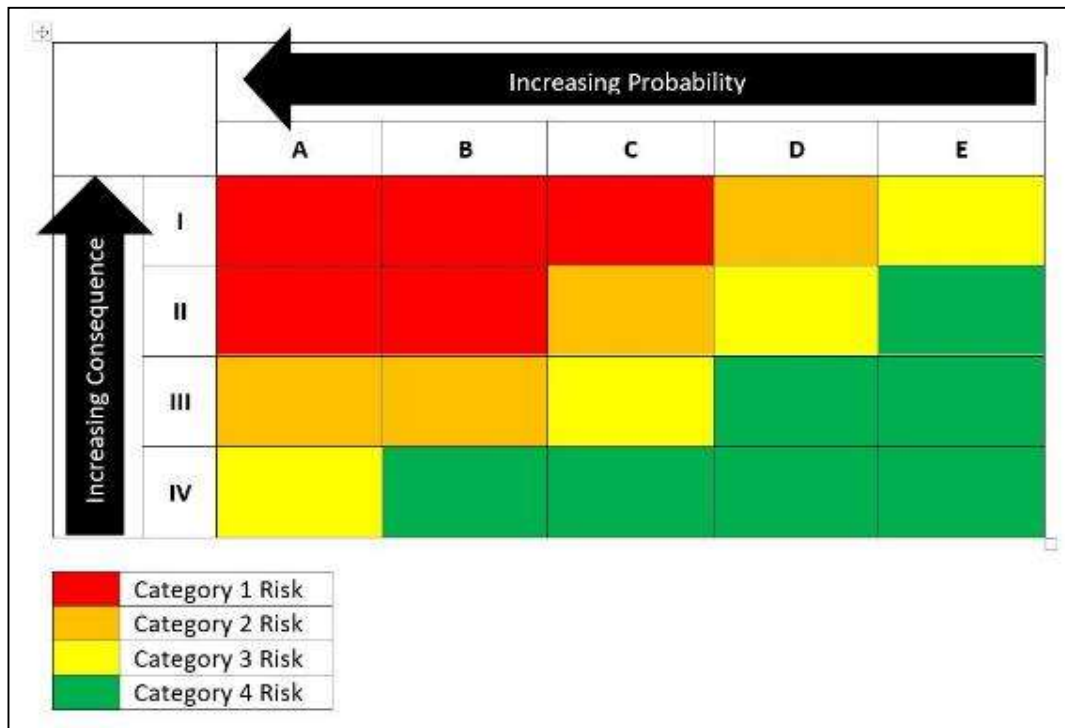 Increasing Probability
A B C D E
Increasing Consequence
I
II
III
IV
Category 1 Risk
Category 2 Risk
Category 3 Risk
Category 4 Risk